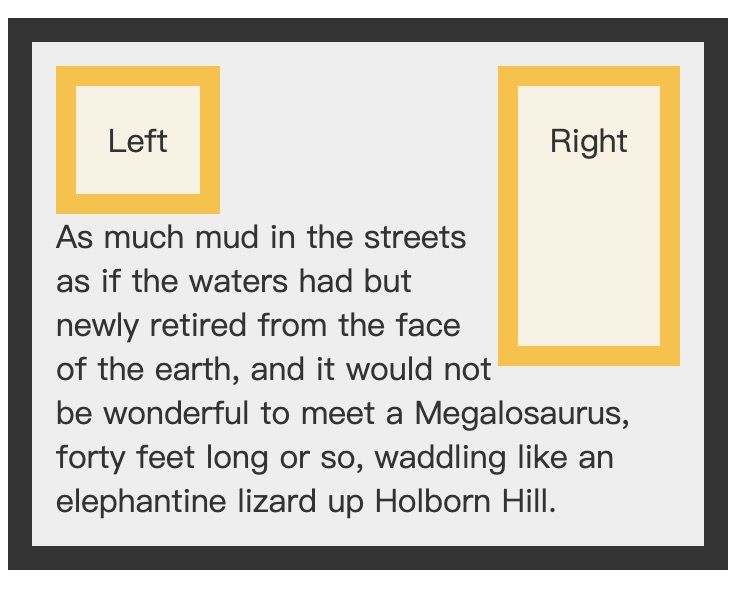 Left
Right
As much mud in the streets
as if the waters had but
newly retired from the face
of the earth, and it would not
be wonderful to meet a Megalosaurus,
forty feet long or so, waddling like an
elephantine lizard up Holborn Hill.